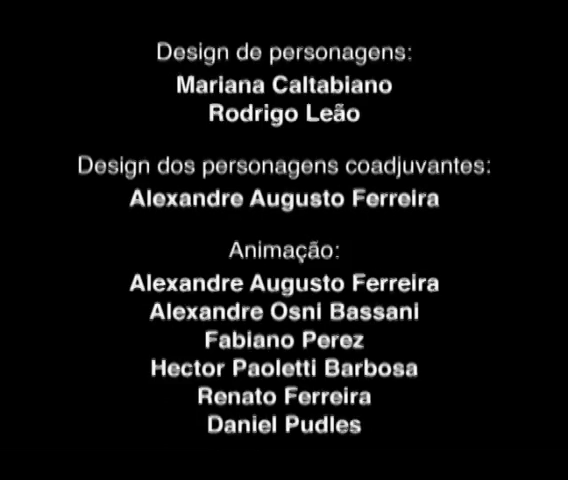 Design de personagens:
Mariana Caltabiano
Rodrigo Leão
Design dos personagens coadjuvantes:
Alexandre Augusto Ferreira
Animação:
Alexandre Augusto Ferreira
Alexandre Osni Bassani
Fabiano Perez
Hector Paoletti Barbosa
Renato Ferreira
Daniel Pudles